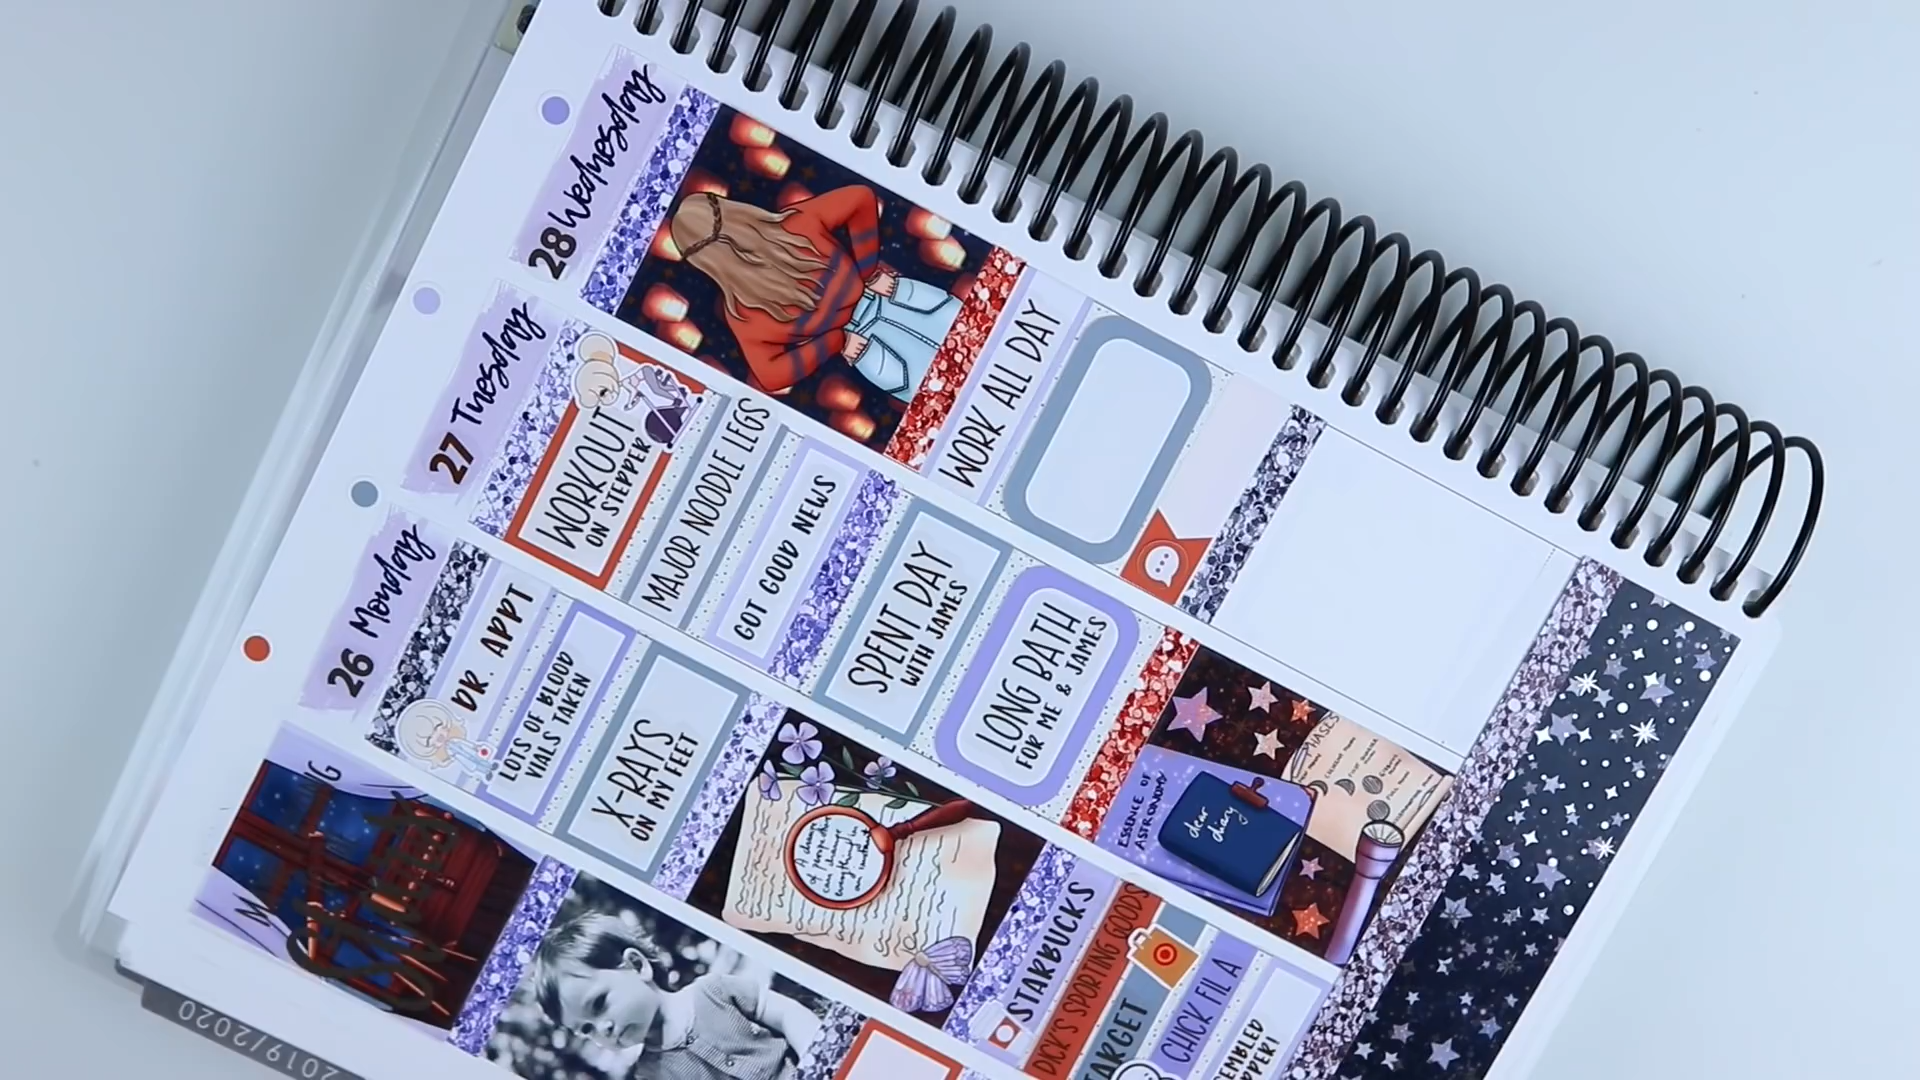 28 Wednesday
WORK ALL DAY
27 Tuesday
WORKOUT
ON STEPPER
MAJOR NOODLE LEGS
GOT GOOD NEWS
SPENT DAY
WITH JAMES
LONG BATH
FOR ME & JAMES
26 Monday
DR. APPT
LOTS OF BLOOD
VIALS TAKEN
X-RAYS
ON MY FEET
PHASES
ESSENCE OF
ASTRONOMY
dear
diary
STARBUCKS
DICK'S SPORTING GOODS
TARGET
CHICK FIL A
2019/2020